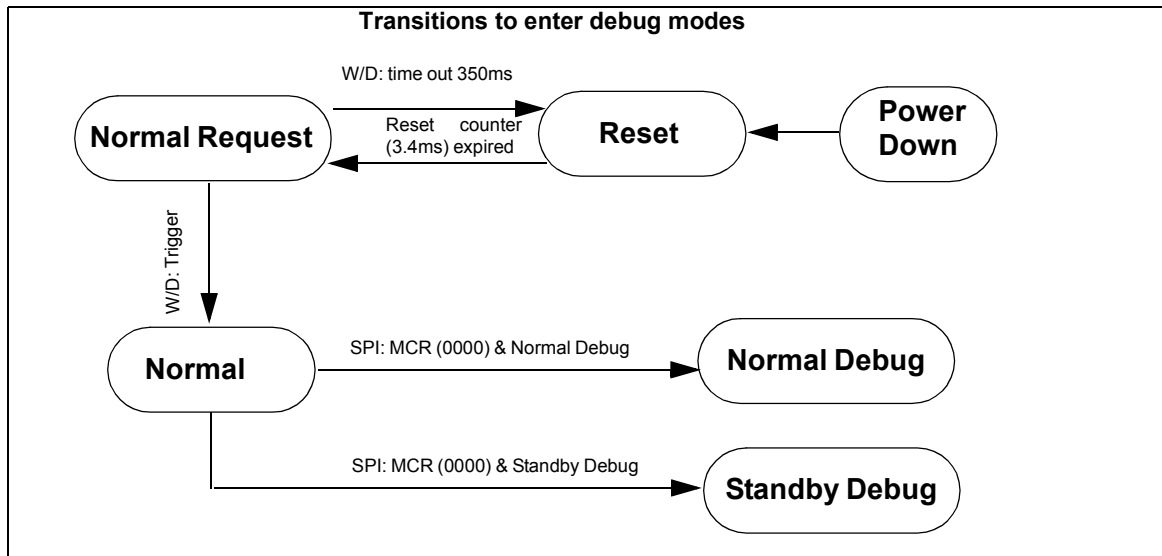 Transitions to enter debug modes
W/D: time out 350ms
Normal Request
Reset counter
(3.4ms) expired
Reset
Power
Down
W/D: Trigger
Normal
SPI: MCR (0000) & Normal Debug
Normal Debug
SPI: MCR (0000) & Standby Debug
Standby Debug